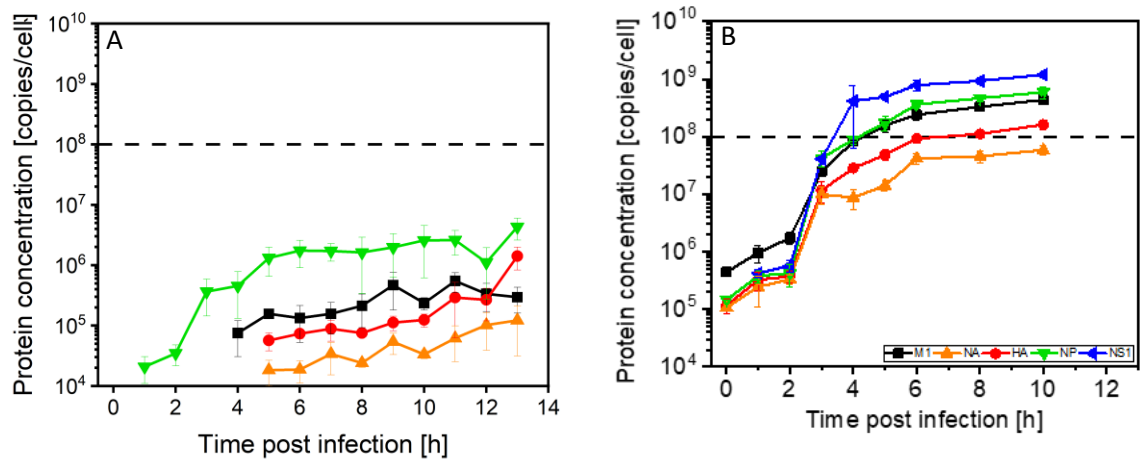 A
Protein concentration [copies/cell]
10^10
10^9
10^8
10^7
10^6
10^5
10^4
0 2 4 6 8 10 12 14
Time post infection [h]
B
Protein concentration [copies/cell]
10^10
10^9
10^8
10^7
10^6
10^5
10^4
M1 NA HA NP NS1
0 2 4 6 8 10 12
Time post infection [h]